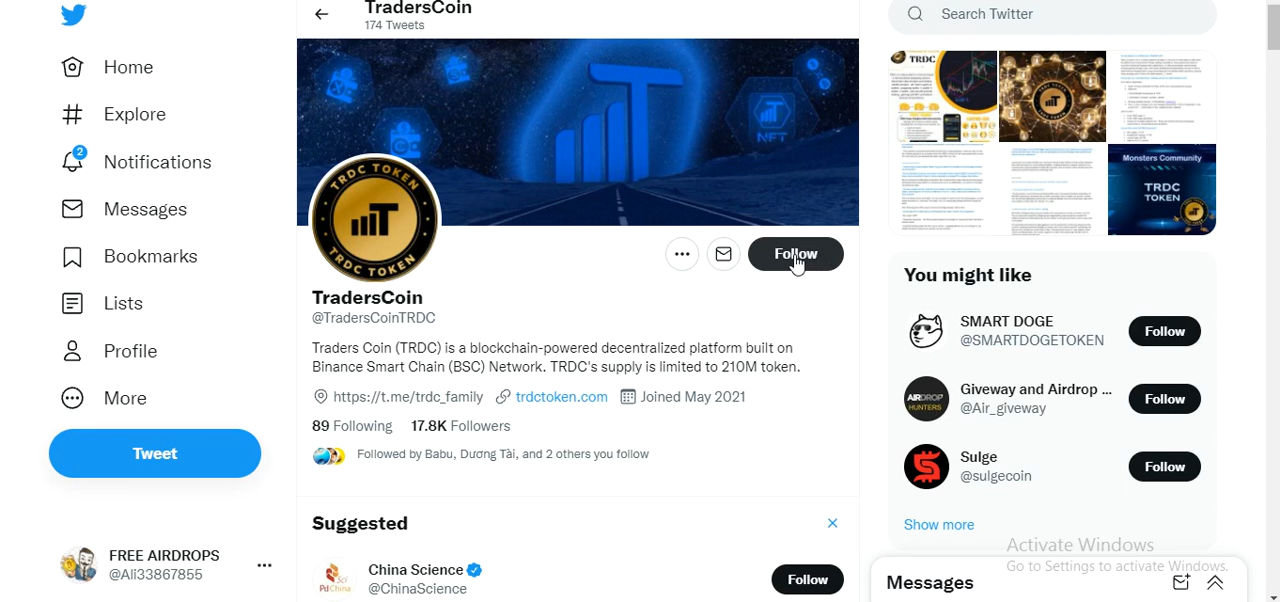 TradersCoin
174 Tweets
Search Twitter
Home
Explore
2
Notifications
Messages
Bookmarks
Lists
Profile
More
Tweet
FREE AIRDROPS
@Ali33867855
NFT
TOKEN
TRDC TOKEN
Follow
TradersCoin
@TradersCoinTRDC
Traders Coin (TRDC) is a blockchain-powered decentralized platform built on
Binance Smart Chain (BSC) Network. TRDC's supply is limited to 210M token.
https://t.me/trdc_family trdctoken.com Joined May 2021
89 Following 17.8K Followers
Followed by Babu, Dương Tài, and 2 others you follow
Suggested
China Science
@ChinaScience
Follow
TRDC
Monsters Community
TRDC
TOKEN
You might like
SMART DOGE
@SMARTDOGETOKEN
Follow
AIRDROP
HUNTERS
Giveway and Airdrop ...
@Air_giveway
Follow
Sulge
@sulgecoin
Follow
Show more
Activate Windows
Go to Settings to activate Windows.
Messages